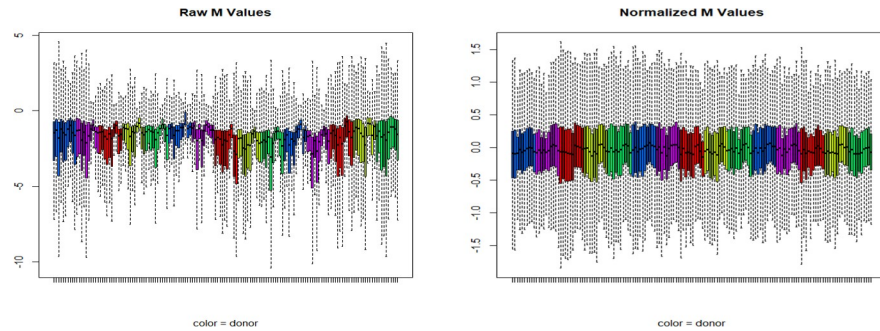 Raw M Values
5
0
-5
-10
color = donor
Normalized M Values
1.5
1.0
0.5
0.0
-0.5
-1.0
-1.5
color = donor